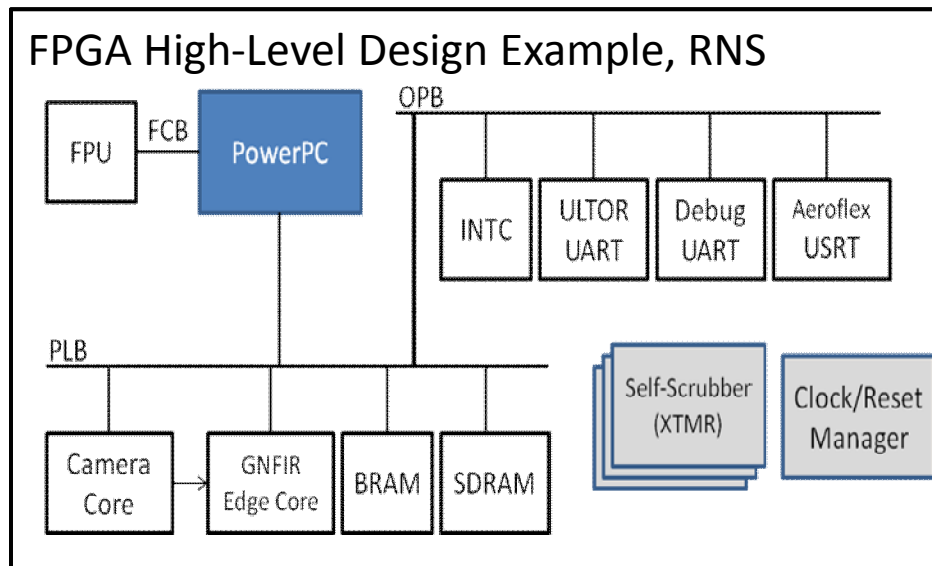 FPGA High-Level Design Example, RNS
OPB
FCB
FPU
PowerPC
INTC
ULTOR
UART
Debug
UART
Aeroflex
USRT
PLB
Self-Scrubber
(XTMR)
Clock/Reset
Manager
Camera
Core
GNFIR
Edge Core
BRAM
SDRAM